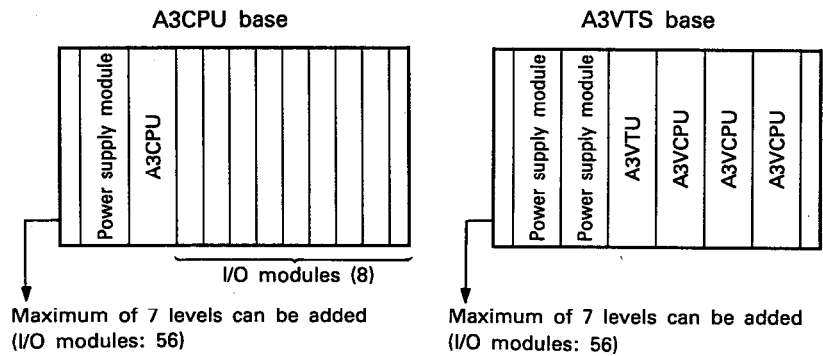 A3CPU base
Power supply module
A3CPU
I/O modules (8)
Maximum of 7 levels can be added
(I/O modules: 56)
A3VTS base
Power supply module
Power supply module
A3VTU
A3VCPU
A3VCPU
A3VCPU
Maximum of 7 levels can be added
(I/O modules: 56)